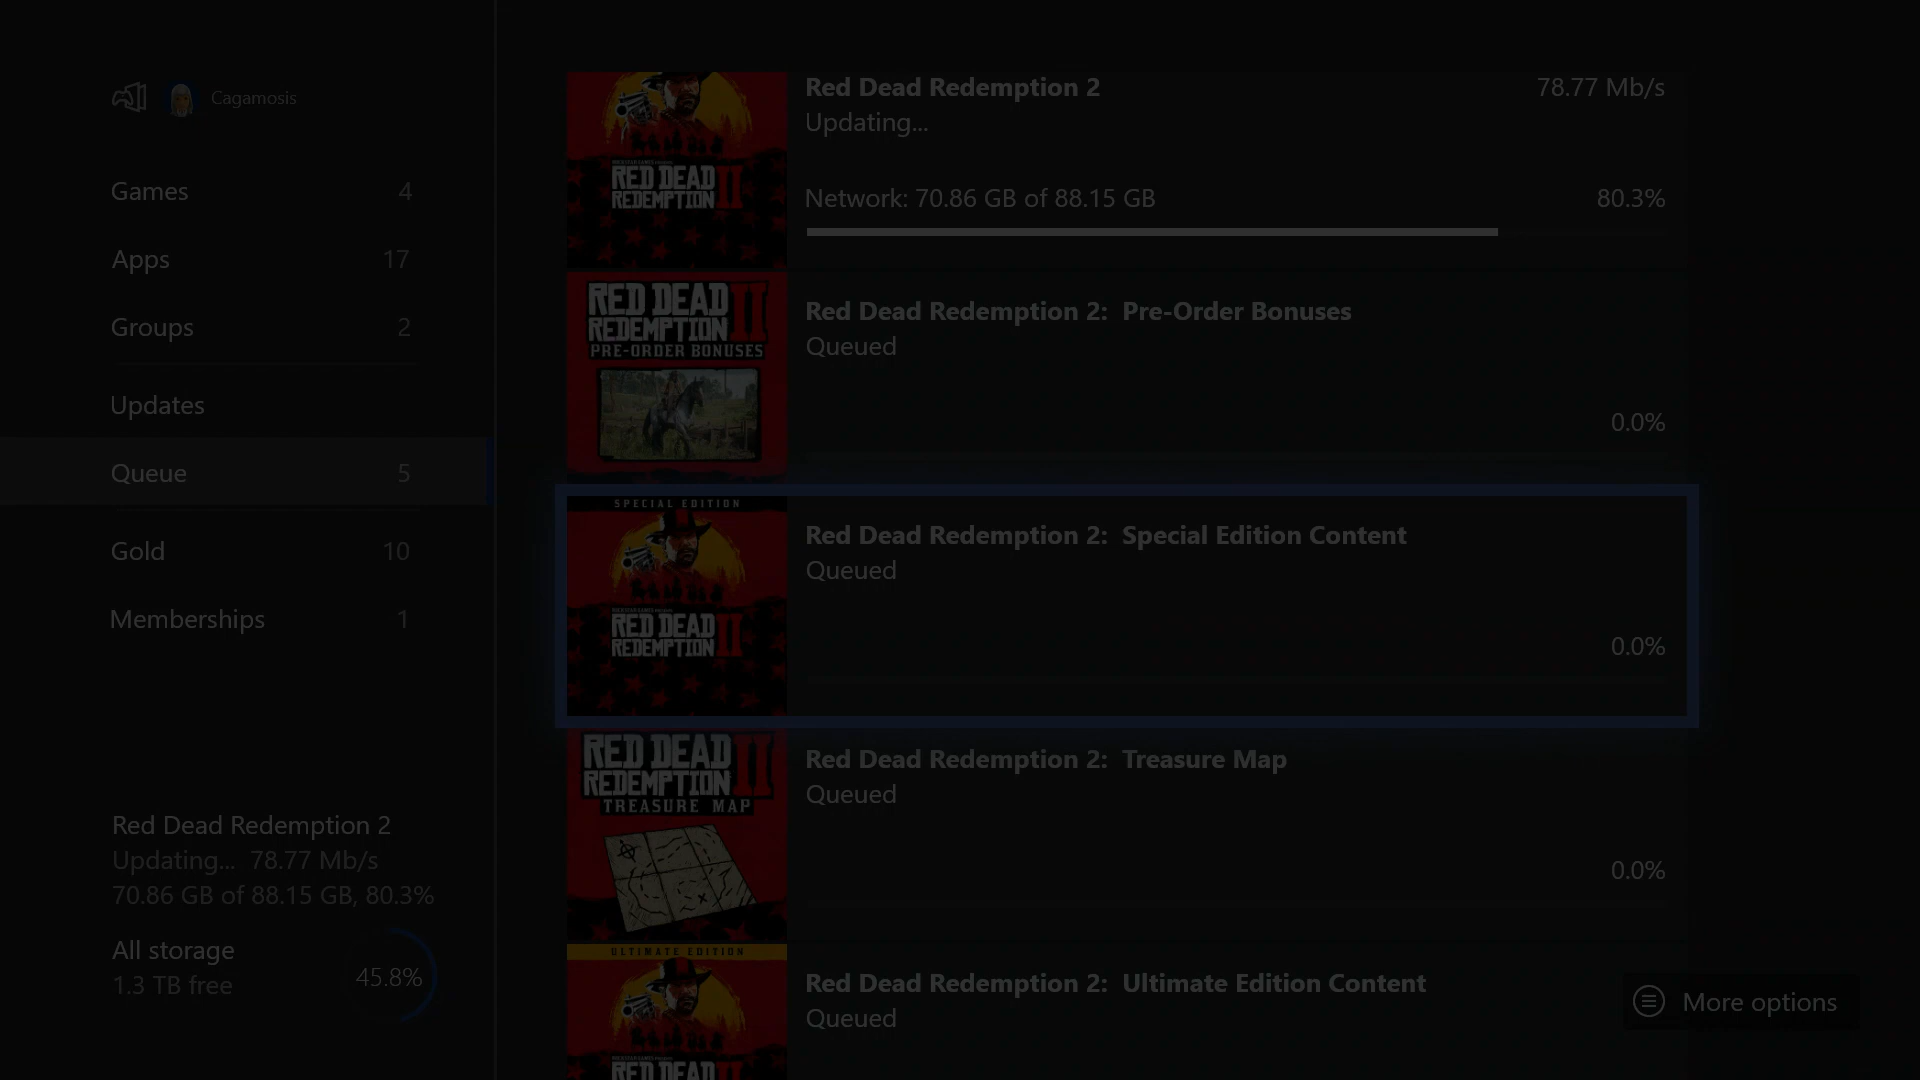 Cagamosis
Games 4
Apps 17
Groups 2
Updates
Queue 5
Gold 10
Memberships 1
Red Dead Redemption 2
Updating... 78.77 Mb/s
70.86 GB of 88.15 GB, 80.3%
All storage
1.3 TB free
45.8%
RED DEAD
REDEMPTION II
Red Dead Redemption 2 78.77 Mb/s
Updating...
Network: 70.86 GB of 88.15 GB 80.3%
RED DEAD
REDEMPTION II
PRE-ORDER BONUSES
Red Dead Redemption 2: Pre-Order Bonuses
Queued
0.0%
SPECIAL EDITION
RED DEAD
REDEMPTION II
Red Dead Redemption 2: Special Edition Content
Queued
0.0%
RED DEAD
REDEMPTION II
TREASURE MAP
Red Dead Redemption 2: Treasure Map
Queued
0.0%
ULTIMATE EDITION
RED DEAD
Red Dead Redemption 2: Ultimate Edition Content
Queued
More options